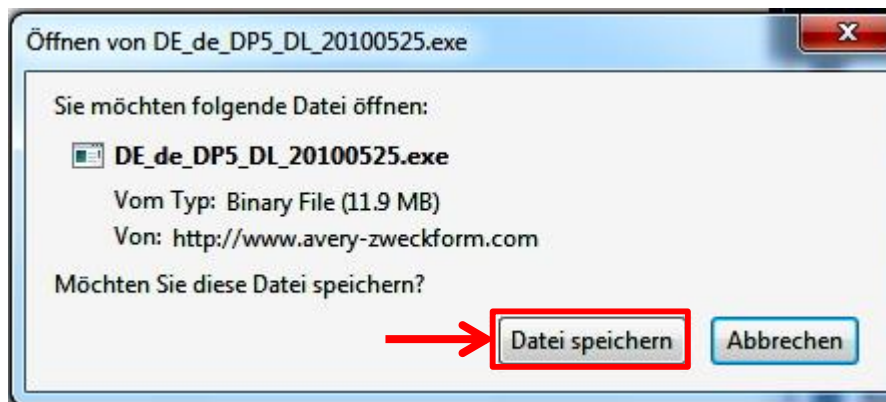 Öffnen von DE_de_DP5_DL_20100525.exe
Sie möchten folgende Datei öffnen:
DE_de_DP5_DL_20100525.exe
Vom Typ: Binary File (11.9 MB)
Von: http://www.avery-zweckform.com
Möchten Sie diese Datei speichern?
Datei speichern Abbrechen